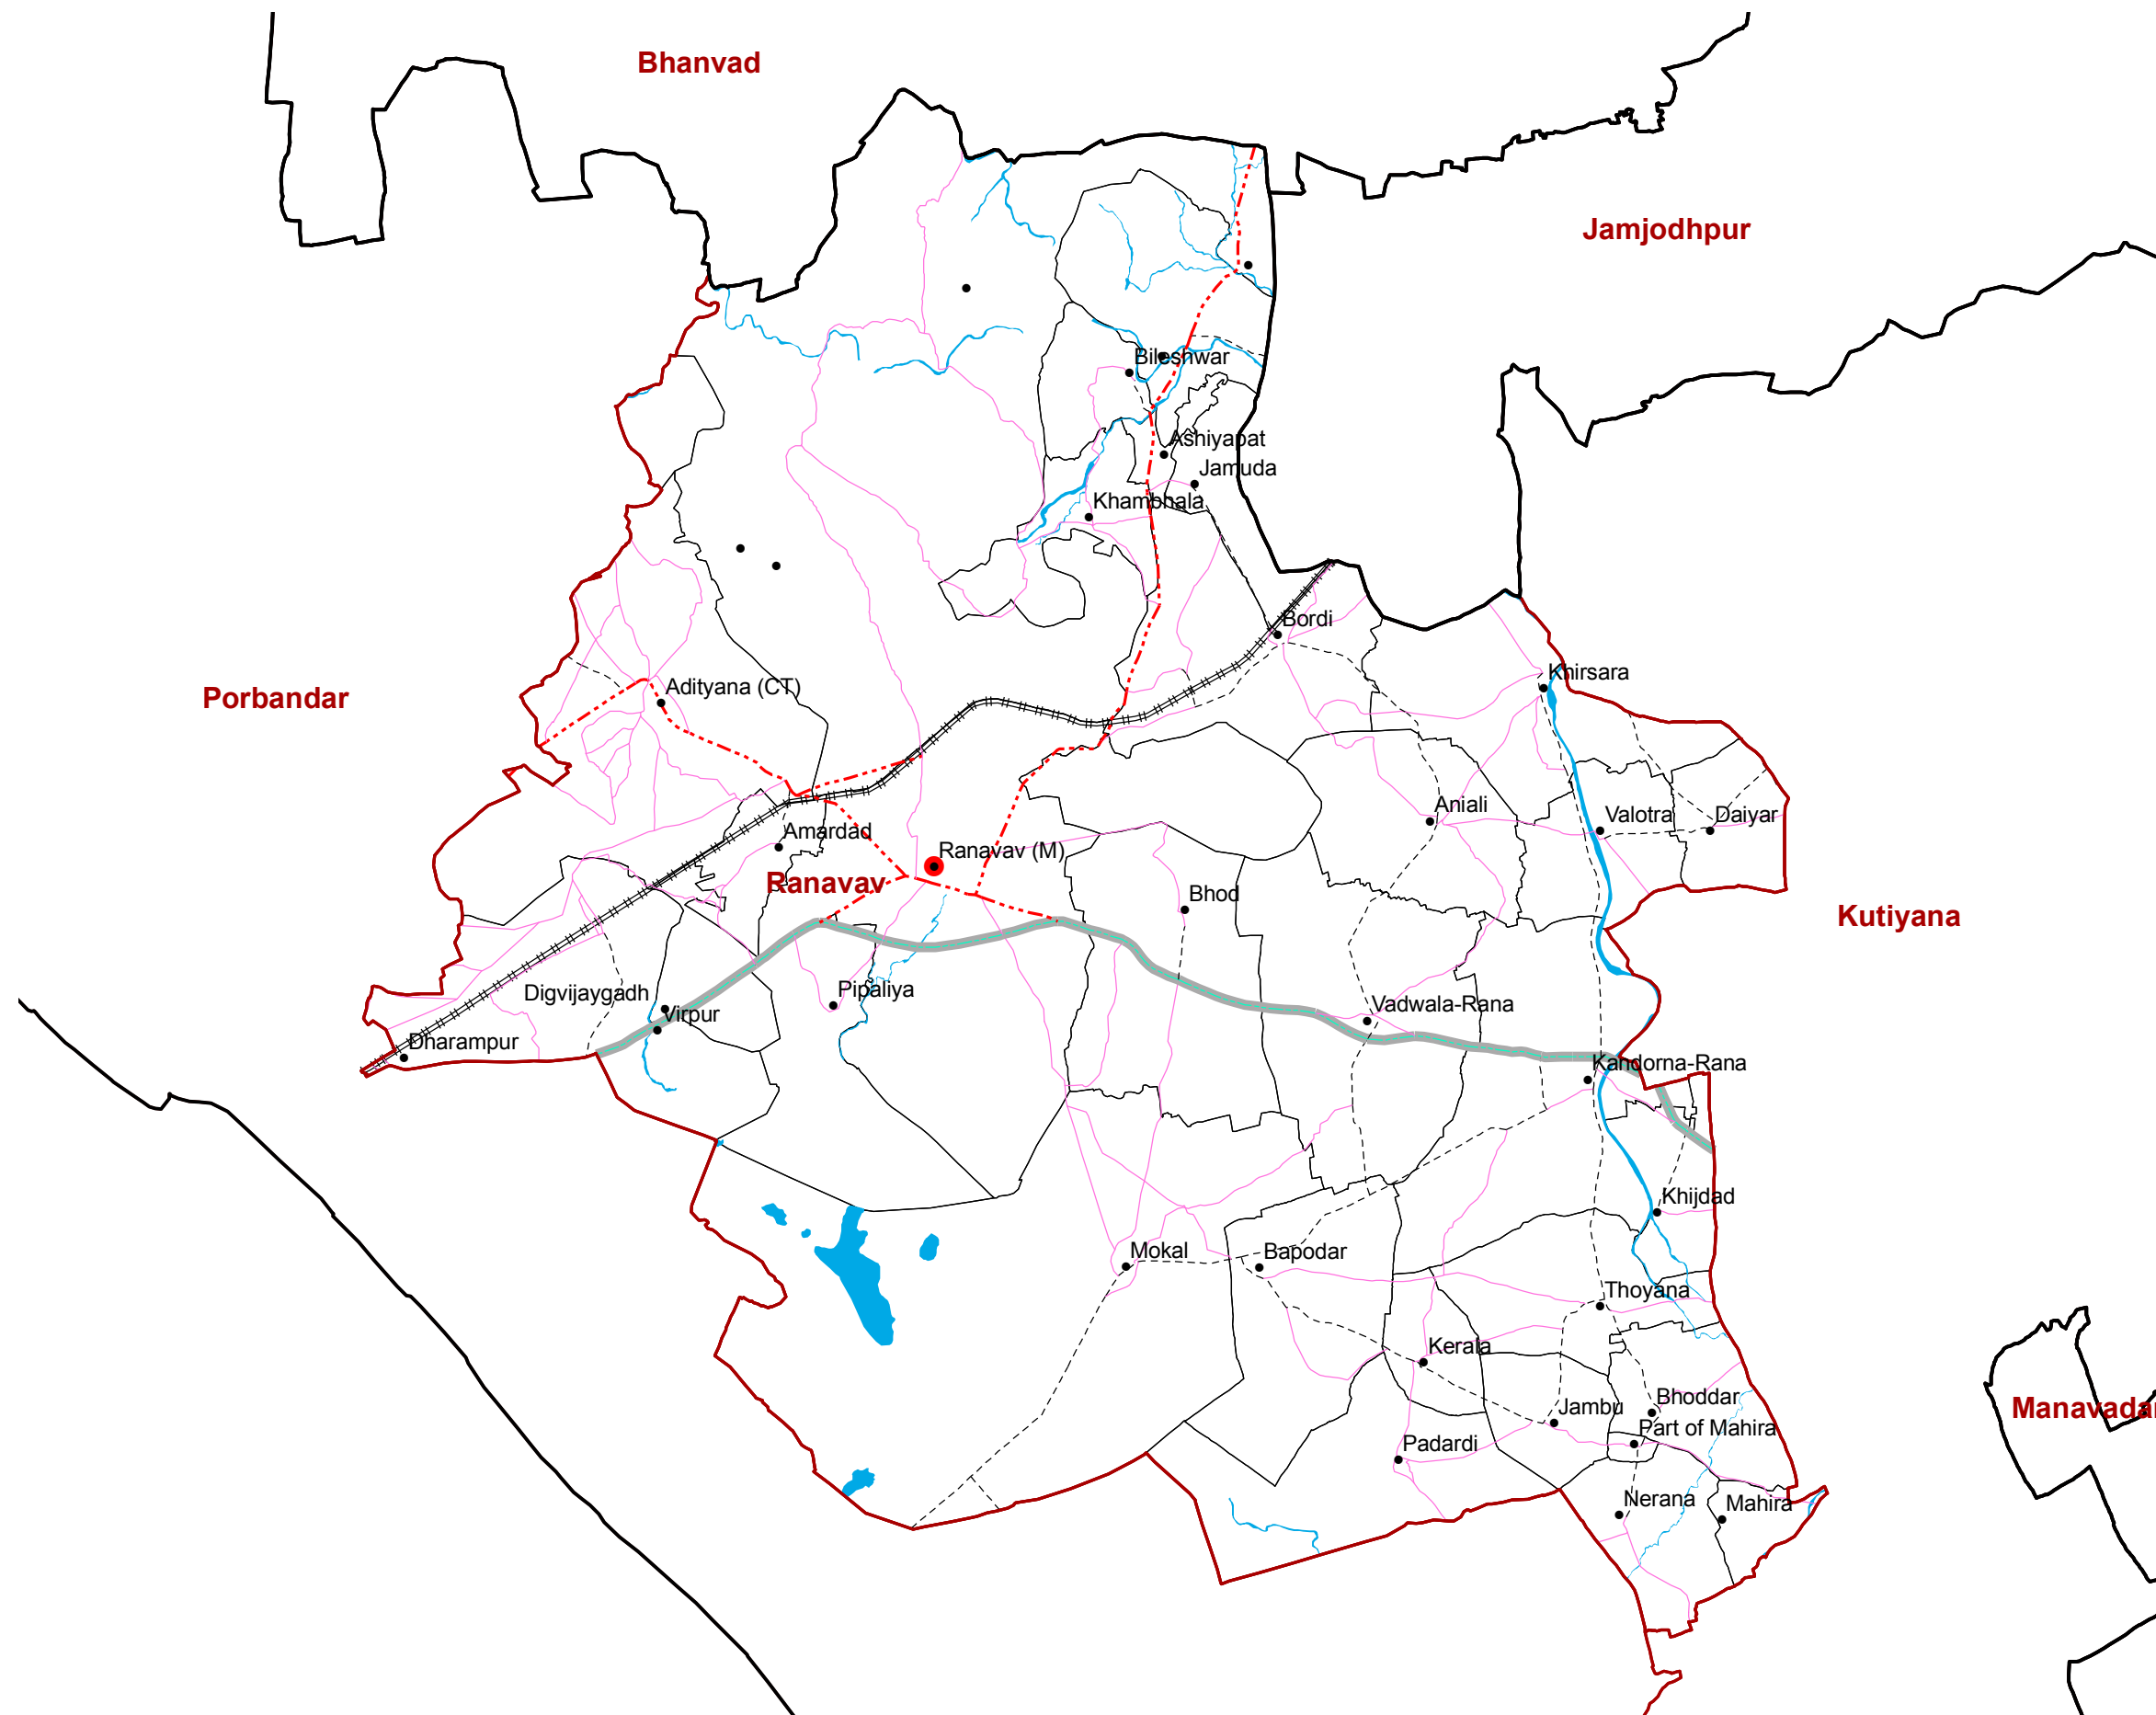 Bhanvad
Jamjodhpur
Bileshwar
Ashiyapat
Jamuda
Khambhala
Bordi
Khirsara
Adityana (CT)
Porbandar
Aniali
Valotra
Daiyar
Amardad
Ranavav (M)
Ranavav
Bhod
Kutiyana
Digvijaygadh
Pipaliya
Virpur
Vadwala-Rana
Dharampur
Kandorna-Rana
Khijdad
Mokal
Bapodar
Thoyana
Kerala
Bhoddar
Jambu
Manavada
Part of Mahira
Padardi
Nerana
Mahira